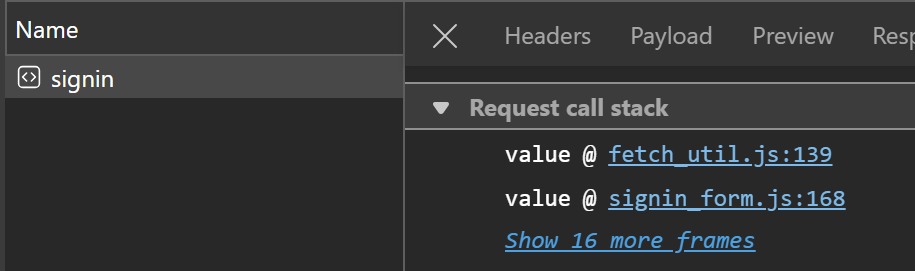 Name
signin
Headers Payload Preview Resp
Request call stack
value @ fetch_util.js:139
value @ signin_form.js:168
Show 16 more frames